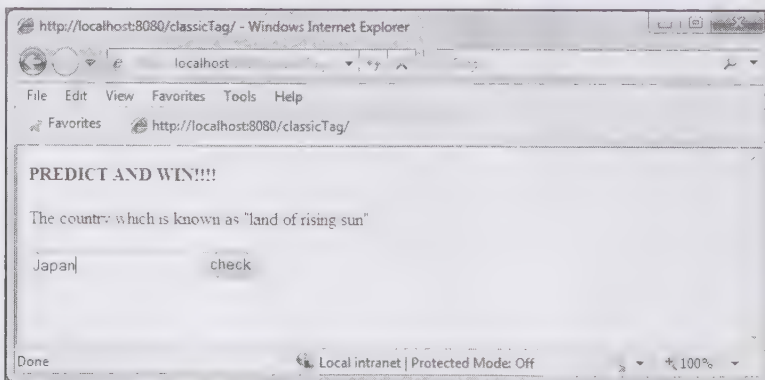 http://localhost:8080/classicTag/ - Windows Internet Explorer
localhost
File Edit View Favorites Tools Help
Favorites http://localhost:8080/classicTag/
PREDICT AND WIN!!!!
The country which is known as "land of rising sun"
Japan check
Done Local intranet | Protected Mode: Off 100%